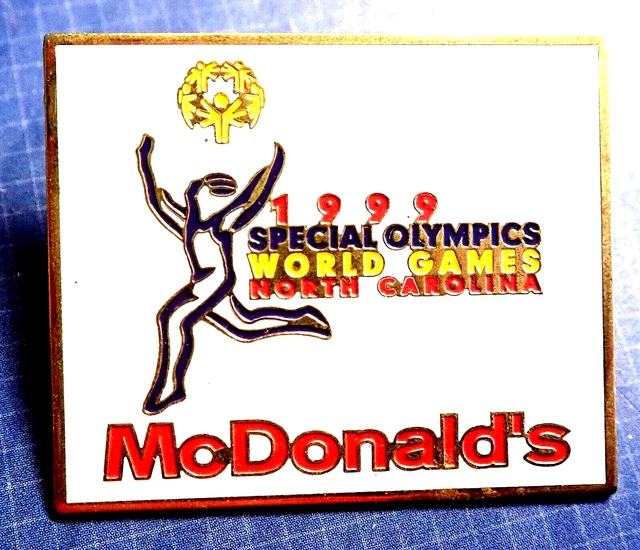 1999
SPECIAL OLYMPICS
WORLD GAMES
NORTH CAROLINA
McDonald's